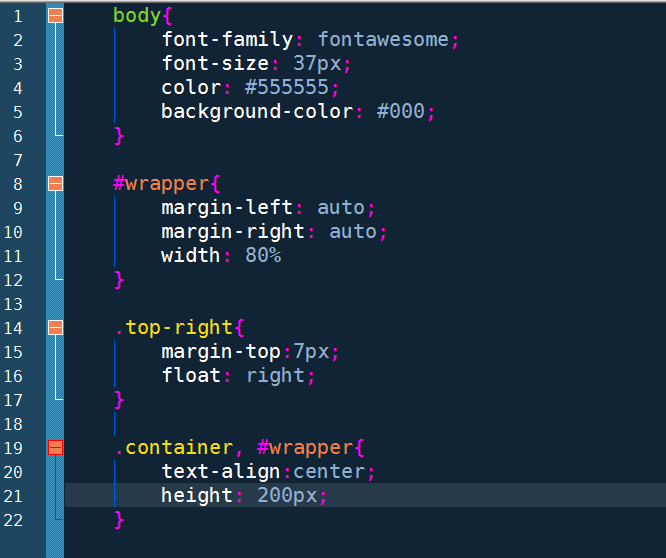 1 body{
2 font-family: fontawesome;
3 font-size: 37px;
4 color: #555555;
5 background-color: #000;
6 }
7
8 #wrapper{
9 margin-left: auto;
10 margin-right: auto;
11 width: 80%
12 }
13
14 .top-right{
15 margin-top:7px;
16 float: right;
17 }
18
19 .container, #wrapper{
20 text-align:center;
21 height: 200px;
22 }